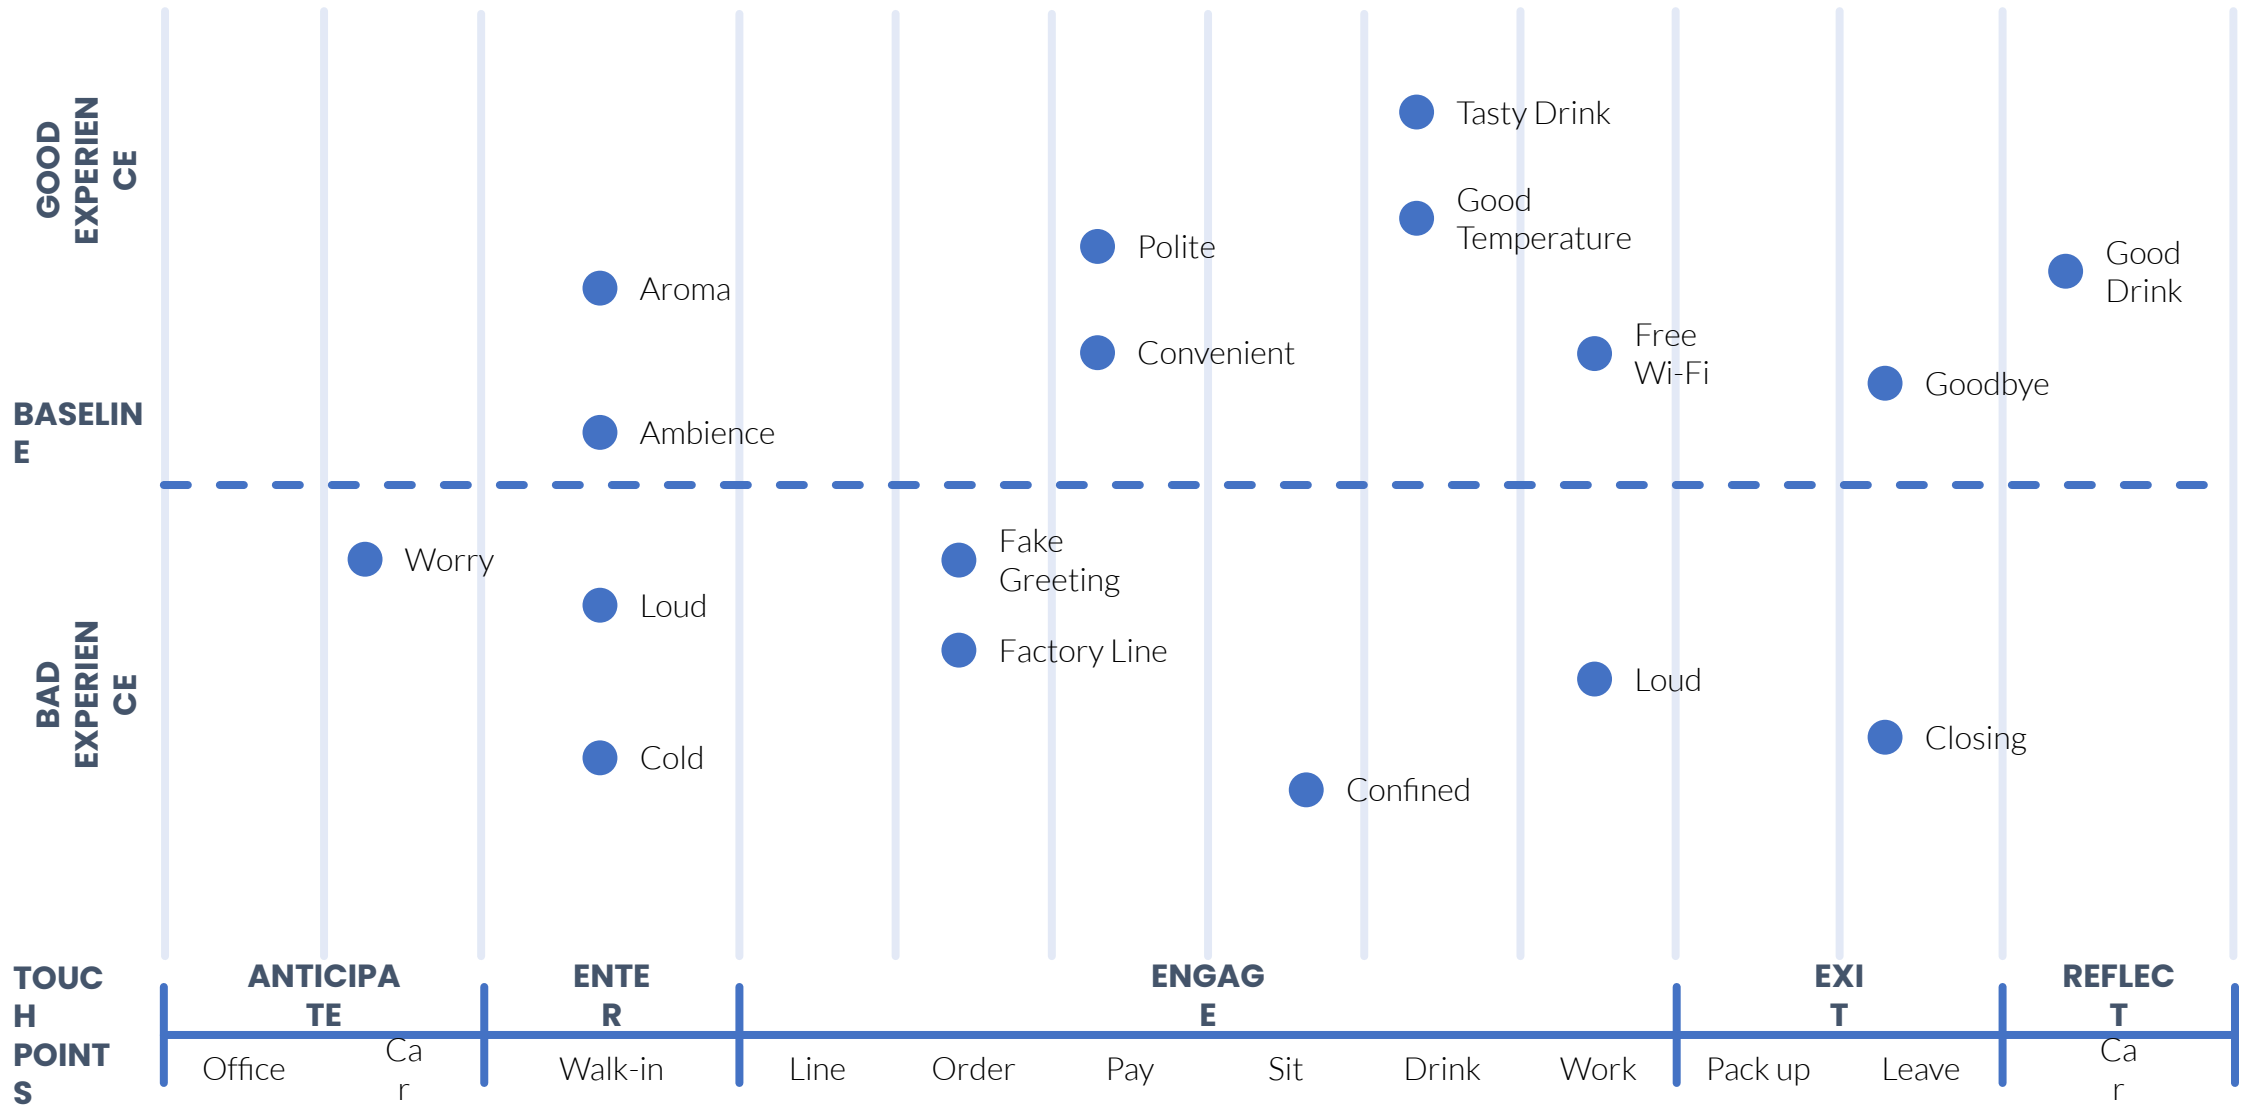 GOOD
EXPERIEN
CE
BASELIN
E
BAD
EXPERIEN
CE
Tasty Drink
Good
Temperature
Polite
Good
Drink
Aroma
Free
Wi-Fi
Convenient
Goodbye
Ambience
Worry
Fake
Greeting
Loud
Factory Line
Loud
Closing
Cold
Confined
TOUC
H
POINT
S
ANTICIPA
TE
ENTE
R
ENGAG
E
EXI
T
REFLEC
T
Office
Ca
r
Walk-in
Line
Order
Pay
Sit
Drink
Work
Pack up
Leave
Ca
r